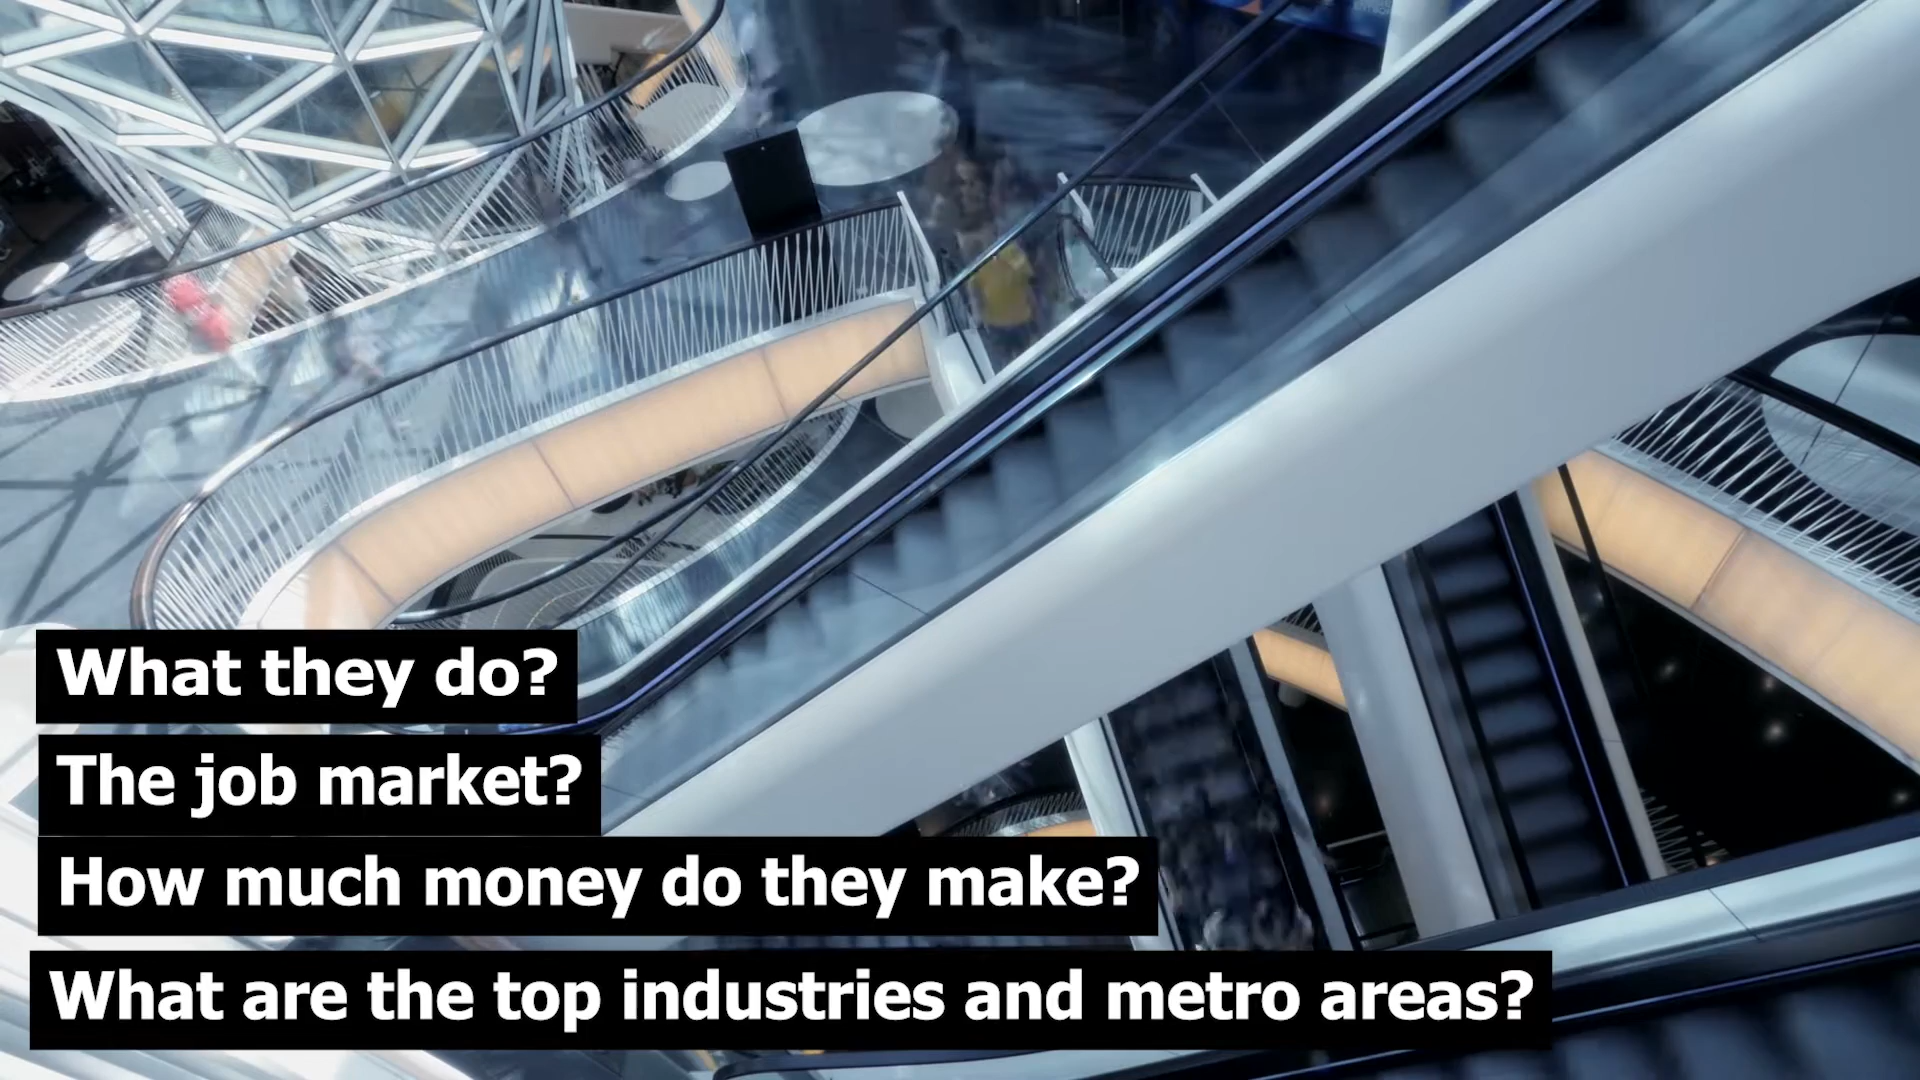 What they do?
The job market?
How much money do they make?
What are the top industries and metro areas?